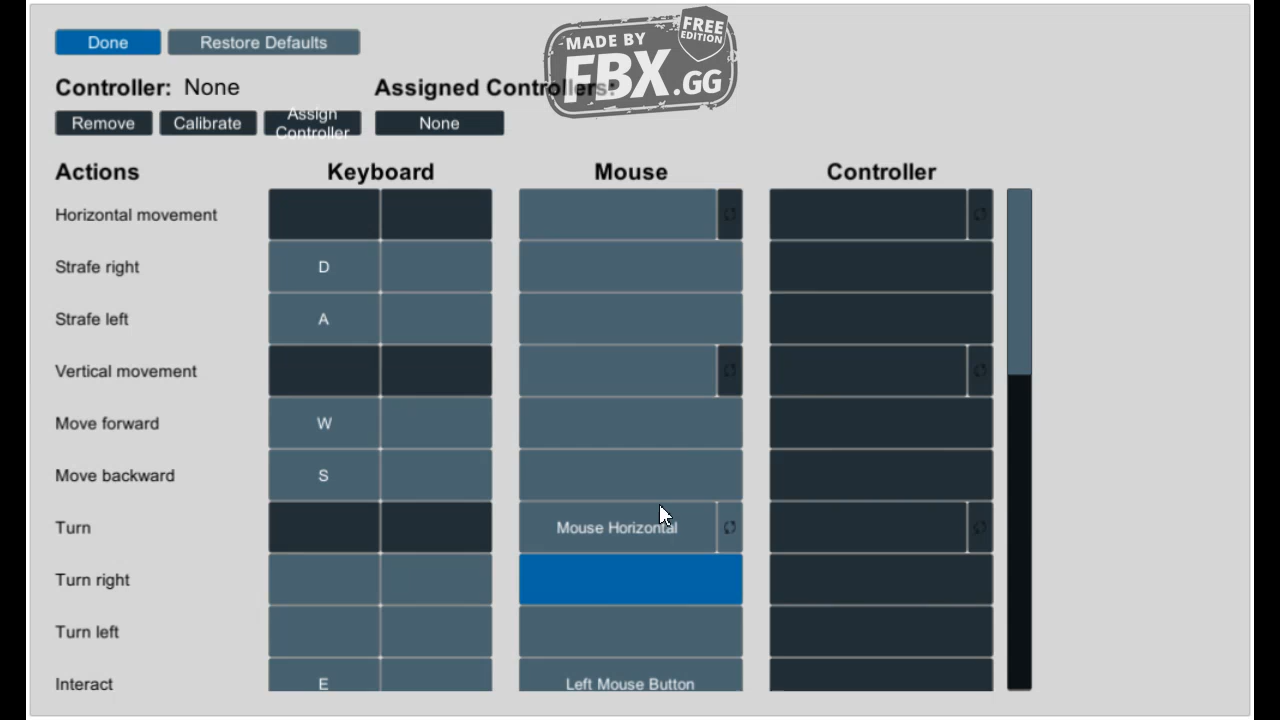 Done Restore Defaults
MADE BY FREE EDITION
FBX.GG
Controller: None Assigned Controllers:
Remove Calibrate Assign Controller None
Actions Keyboard Mouse Controller
Horizontal movement
Strafe right D
Strafe left A
Vertical movement
Move forward W
Move backward S
Turn Mouse Horizontal
Turn right
Turn left
Interact E Left Mouse Button